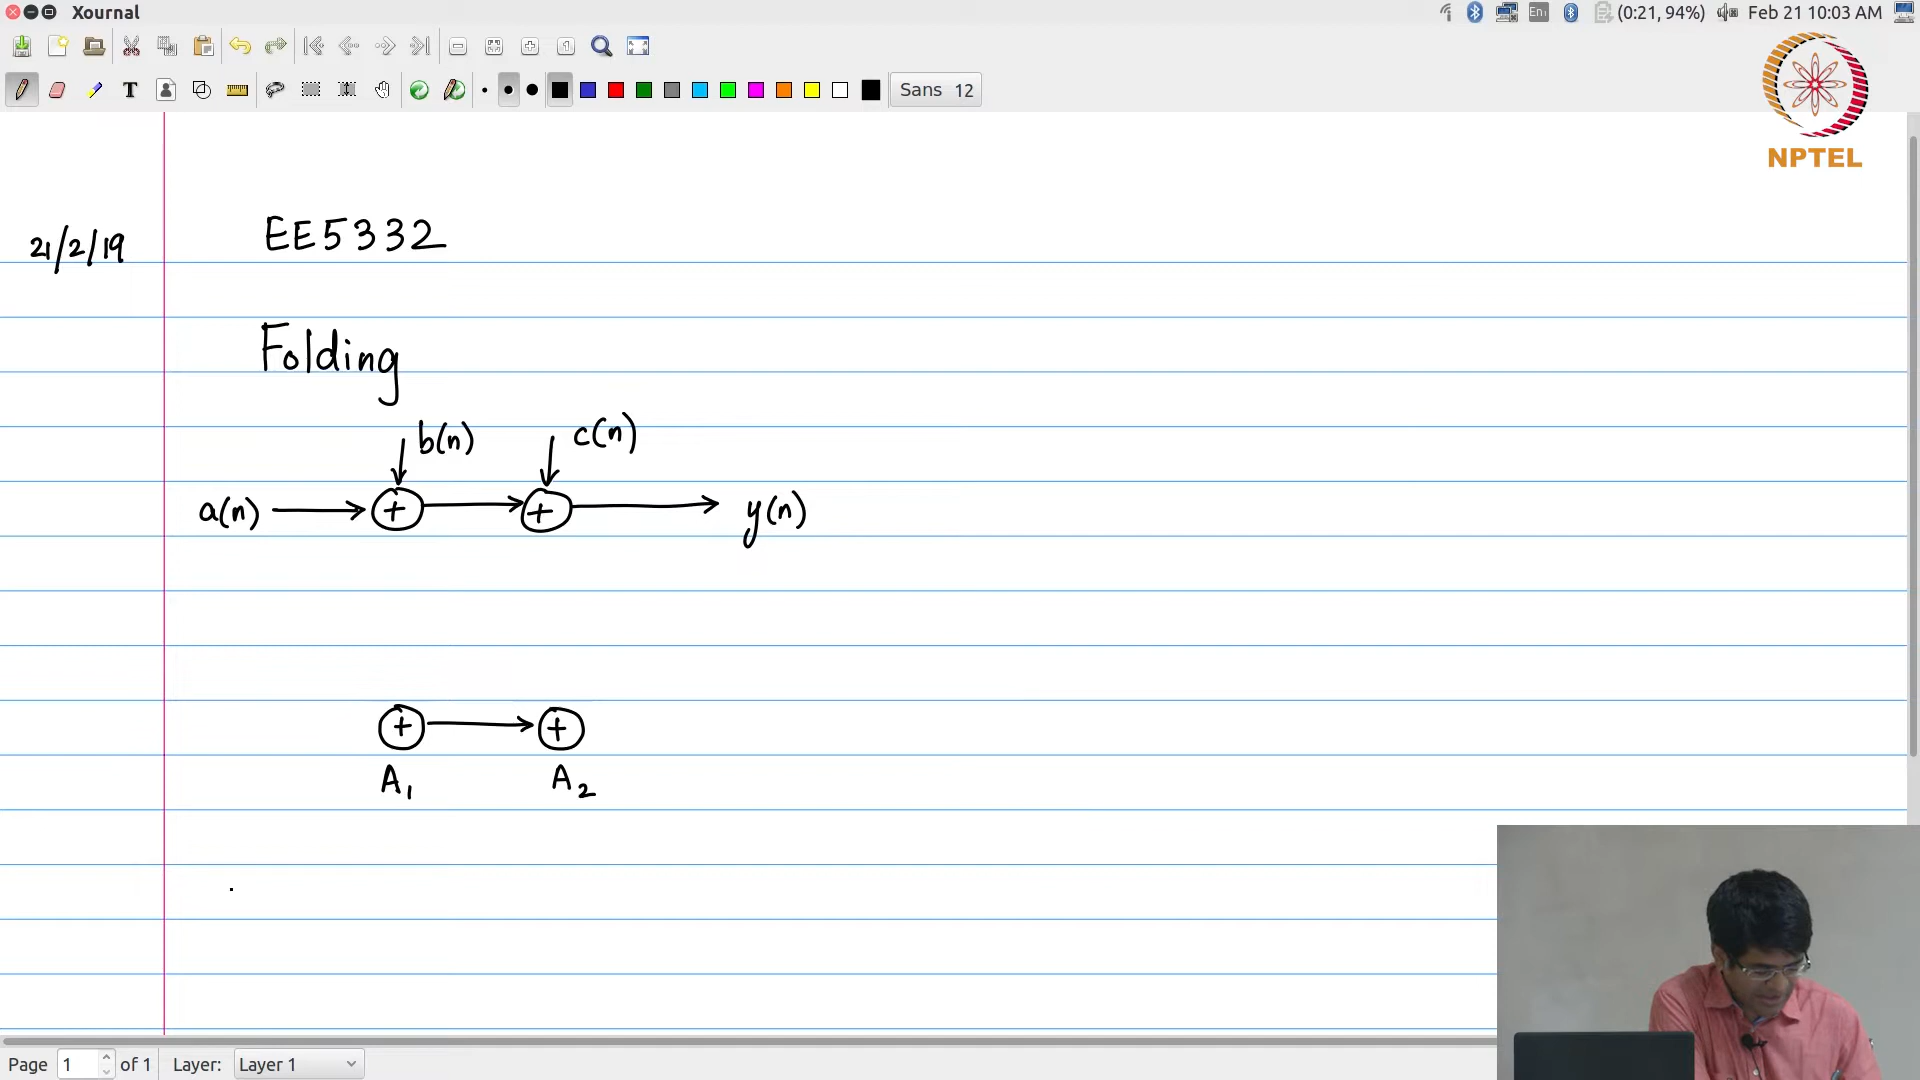 Xournal
En
(0:21, 94%)
Feb 21 10:03 AM
T
Sans 12
NPTEL
21/2/19
EE5332
Folding
b(n) c(n)
a(n) + + y(n)
+ +
A1 A2
Page 1 of 1 Layer: Layer 1